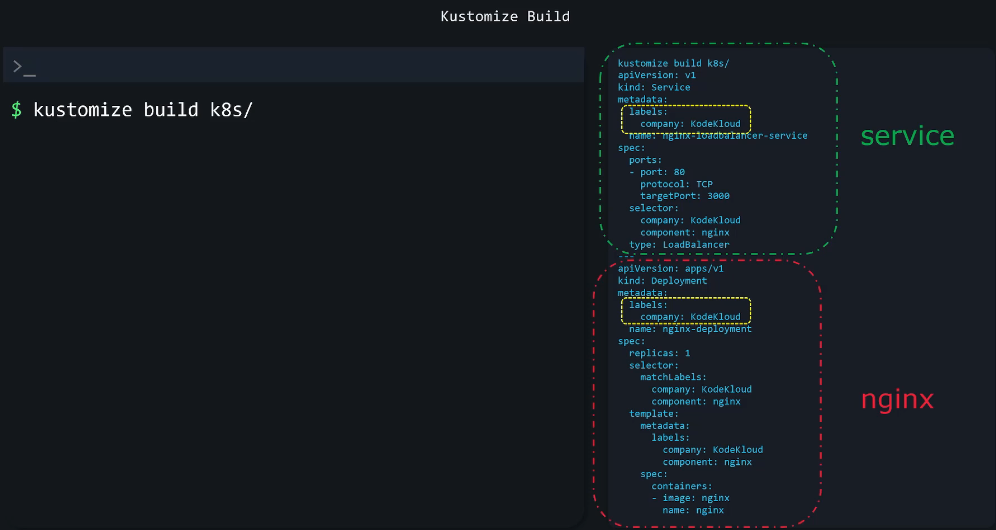 Kustomize Build
>_
$ kustomize build k8s/
kustomize build k8s/
apiVersion: v1
kind: Service
metadata:
  labels:
    company: KodeKloud
  name: nginx-loadbalancer-service
spec:
  ports:
  - port: 80
    protocol: TCP
    targetPort: 3000
  selector:
    company: KodeKloud
    component: nginx
  type: LoadBalancer
---
apiVersion: apps/v1
kind: Deployment
metadata:
  labels:
    company: KodeKloud
  name: nginx-deployment
spec:
  replicas: 1
  selector:
    matchLabels:
      company: KodeKloud
      component: nginx
  template:
    metadata:
      labels:
        company: KodeKloud
        component: nginx
    spec:
      containers:
      - image: nginx
        name: nginx
service
nginx